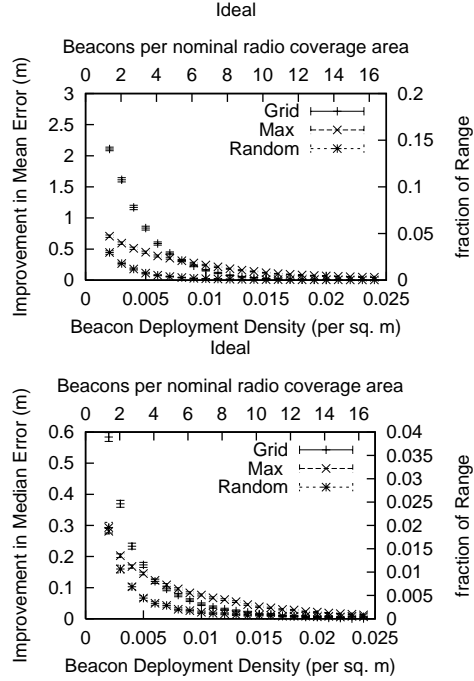 Ideal
Beacons per nominal radio coverage area
0 2 4 6 8 10 12 14 16
Improvement in Mean Error (m)
3
2.5
2
1.5
1
0.5
0
Grid
Max
Random
0.2
0.15
0.1
0.05
0
fraction of Range
0 0.005 0.01 0.015 0.02 0.025
Beacon Deployment Density (per sq. m)
Ideal
Beacons per nominal radio coverage area
0 2 4 6 8 10 12 14 16
Improvement in Median Error (m)
0.6
0.5
0.4
0.3
0.2
0.1
0
Grid
Max
Random
0.04
0.035
0.03
0.025
0.02
0.015
0.01
0.005
0
fraction of Range
0 0.005 0.01 0.015 0.02 0.025
Beacon Deployment Density (per sq. m)